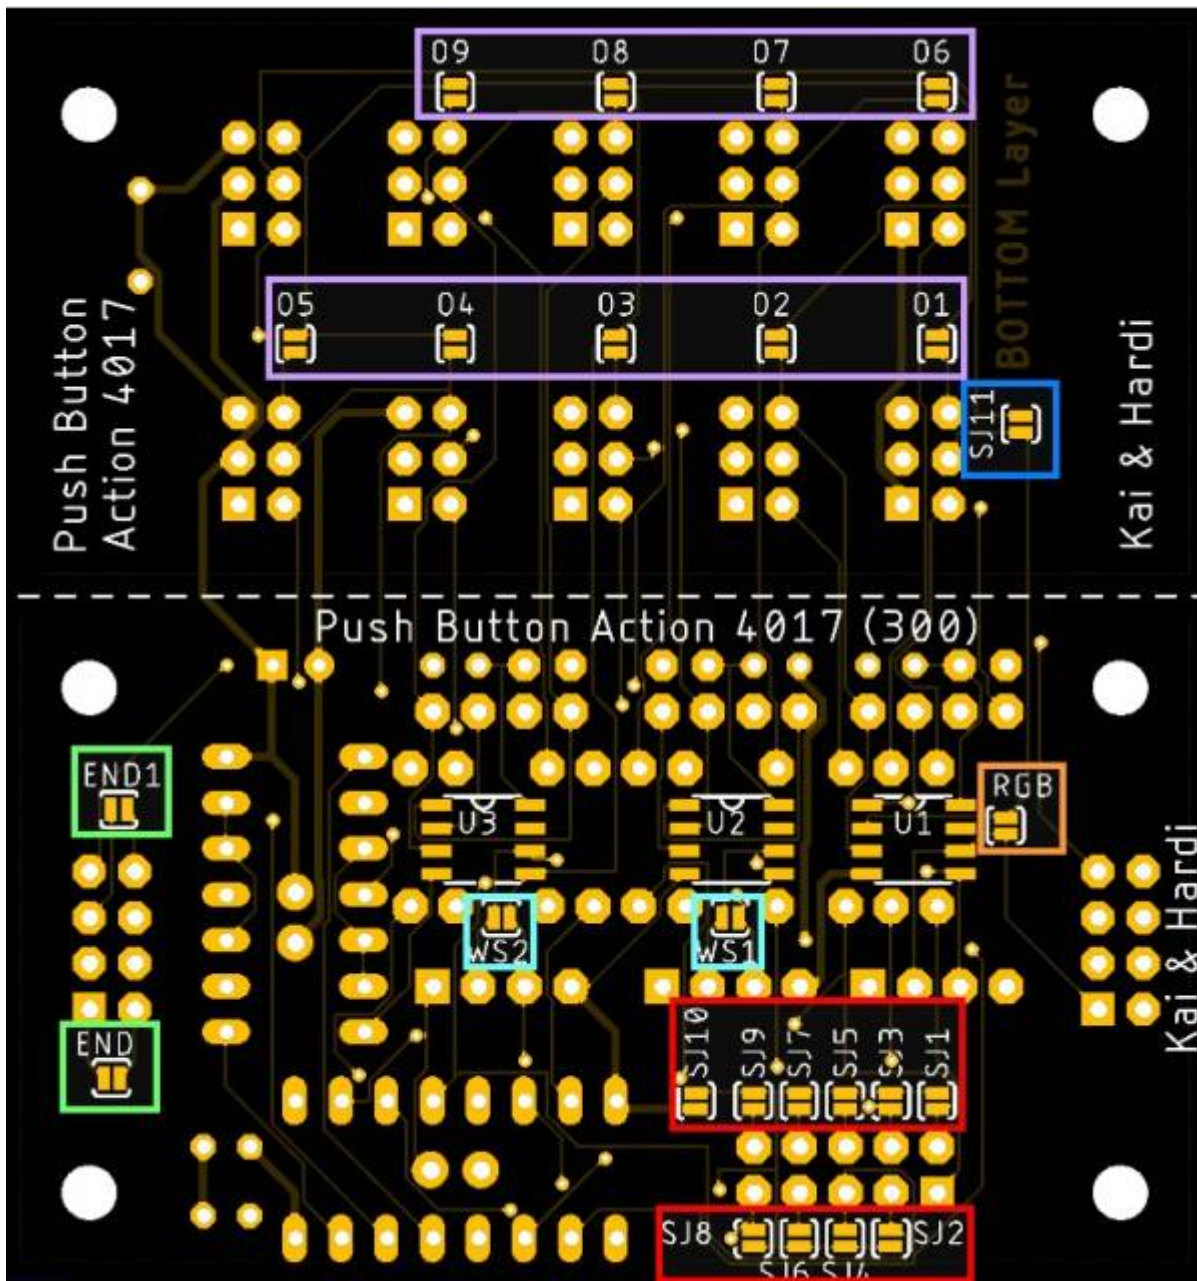 09 08 07 06
BOTTOM Layer
05 04 03 02 01
Push Button
Action 4017
SJ11
Kai & Hardi
Push Button Action 4017 (300)
END1
RGB
U3 U2 U1
Kai & Hardi
WS2 WS1
END
SJ10 SJ9 SJ7 SJ5 SJ3 SJ1
SJ8 SJ2
SJ6 SJ4